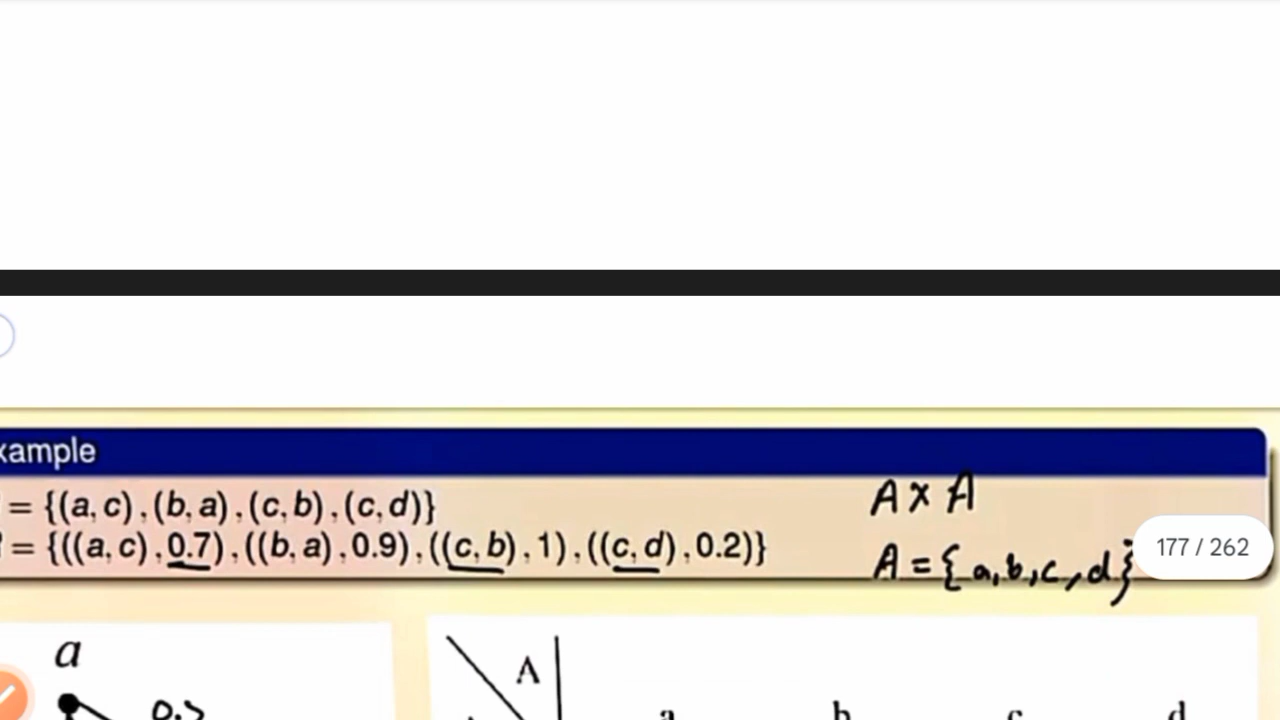 xample
= {(a, c), (b, a), (c, b), (c, d)}
A × A
= {((a, c), 0.7), ((b, a), 0.9), ((c, b), 1), ((c, d), 0.2)}
A = {a, b, c, d}
177 / 262
a
A
a b c d